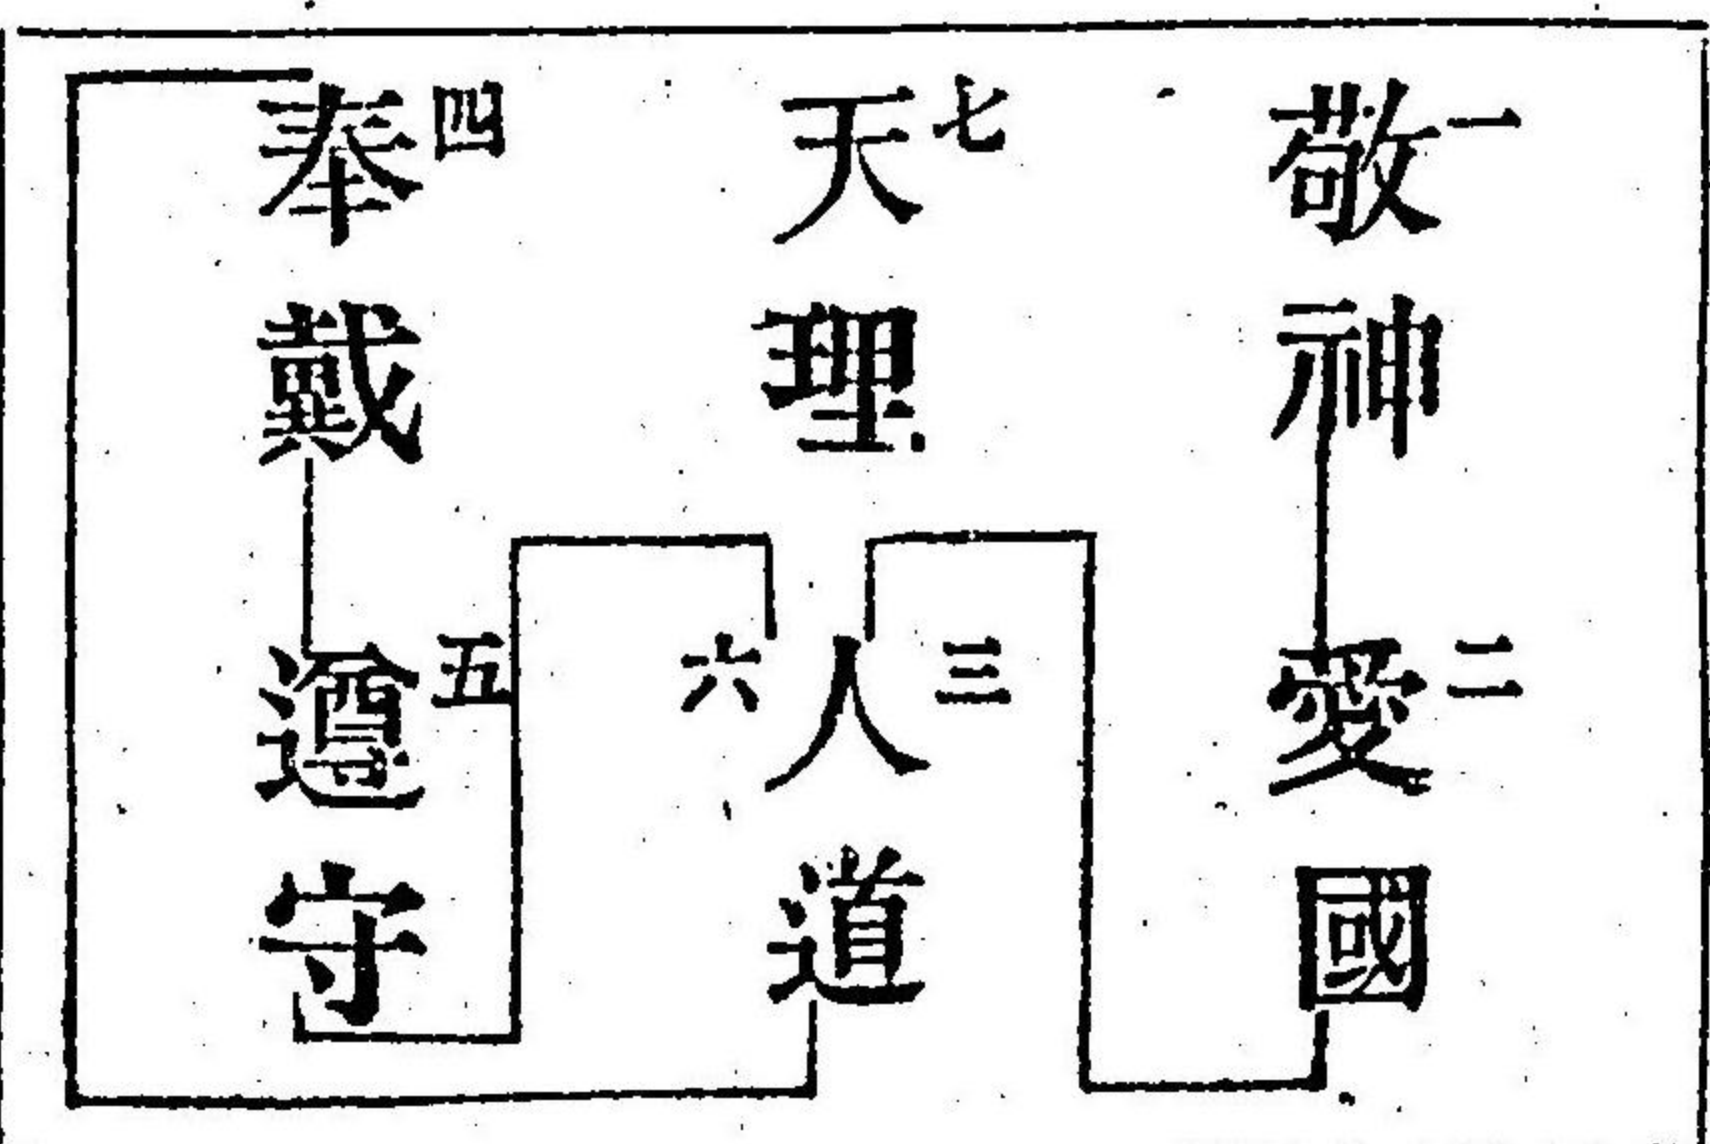 一 敬神
二 愛國
七 天理
三 人道 六
四 奉戴
五 遵守